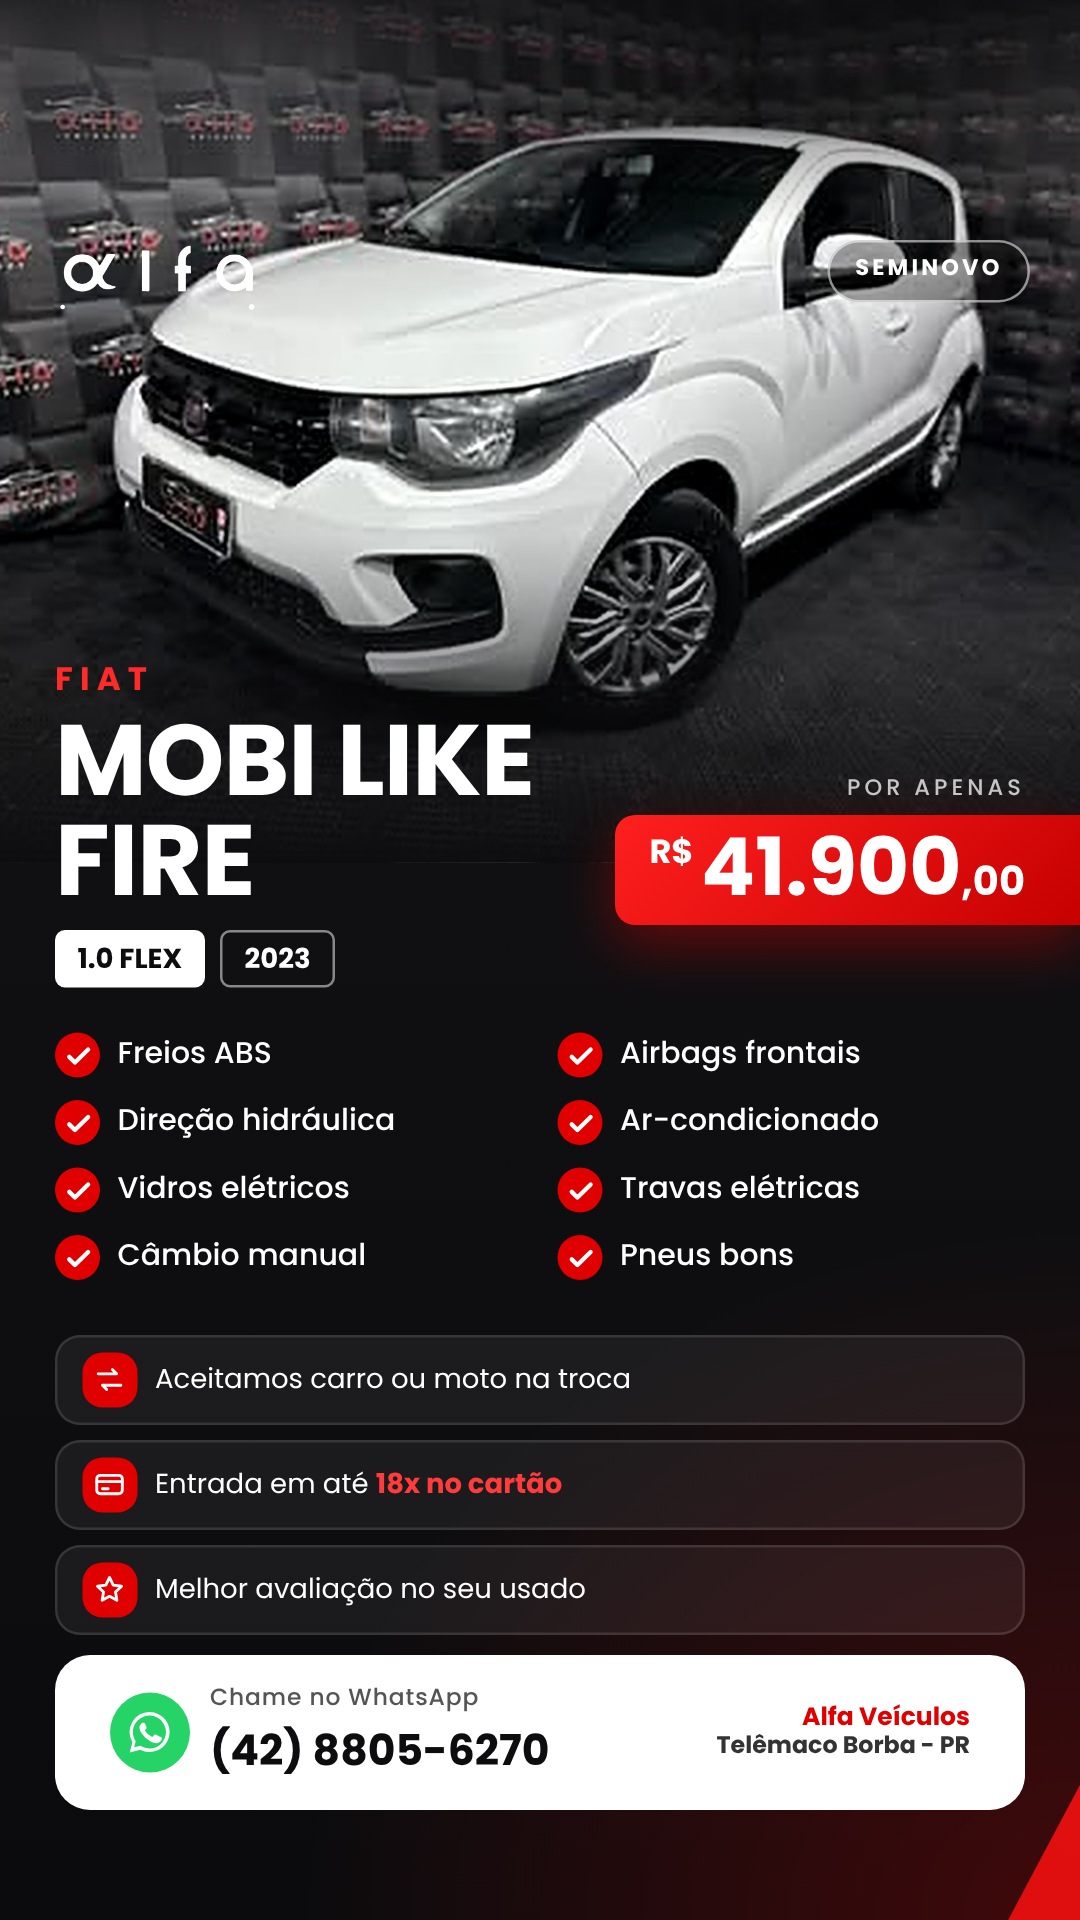 alfa
SEMINOVO
FIAT
MOBI LIKE
FIRE
POR APENAS
R$ 41.900,00
1.0 FLEX
2023
Freios ABS
Airbags frontais
Direção hidráulica
Ar-condicionado
Vidros elétricos
Travas elétricas
Câmbio manual
Pneus bons
Aceitamos carro ou moto na troca
Entrada em até 18x no cartão
Melhor avaliação no seu usado
Chame no WhatsApp
(42) 8805-6270
Alfa Veículos
Telêmaco Borba - PR